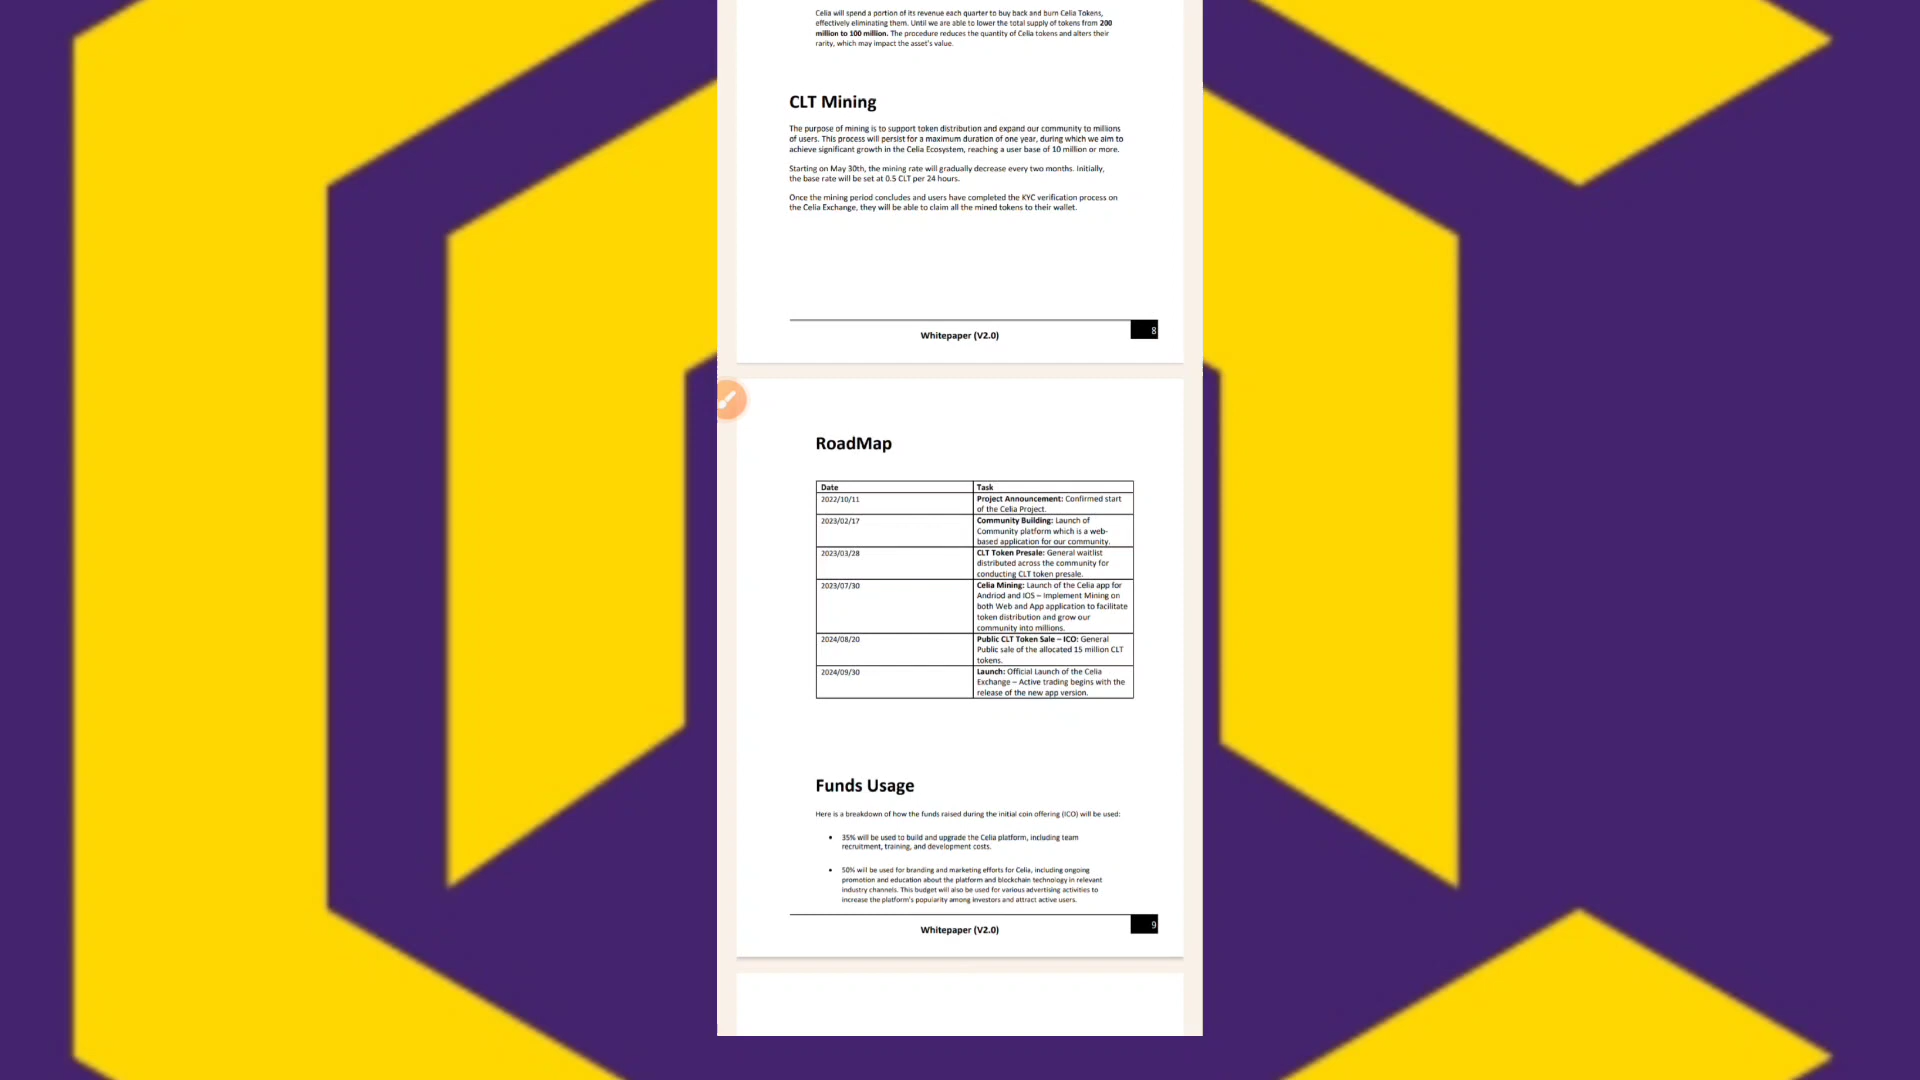 Celia will spend a portion of its revenue each quarter to buy back and burn Celia Tokens,
effectively eliminating them. Until we are able to lower the total supply of tokens from 200
million to 100 million. The procedure reduces the quantity of Celia tokens and alters their
rarity, which may impact the asset's value.
CLT Mining
The purpose of mining is to support token distribution and expand our community to millions
of users. This process will persist for a maximum duration of one year, during which we aim to
achieve significant growth in the Celia Ecosystem, reaching a user base of 10 million or more.
Starting on May 30th, the mining rate will gradually decrease every two months. Initially,
the base rate will be set at 0.5 CLT per 24 hours.
Once the mining period concludes and users have completed the KYC verification process on
the Celia Exchange, they will be able to claim all the mined tokens to their wallet.
Whitepaper (V2.0)
8
RoadMap
Date Task
2022/10/11 Project Announcement: Confirmed start
of the Celia Project.
2023/02/17 Community Building: Launch of
Community platform which is a web-
based application for our community.
2023/03/28 CLT Token Presale: General waitlist
distributed across the community for
conducting CLT token presale.
2023/07/30 Celia Mining: Launch of the Celia app for
Andriod and IOS – Implement Mining on
both Web and App application to facilitate
token distribution and grow our
community into millions.
2024/08/20 Public CLT Token Sale – ICO: General
Public sale of the allocated 15 million CLT
tokens.
2024/09/30 Launch: Official Launch of the Celia
Exchange – Active trading begins with the
release of the new app version.
Funds Usage
Here is a breakdown of how the funds raised during the initial coin offering (ICO) will be used:
• 35% will be used to build and upgrade the Celia platform, including team
recruitment, training, and development costs.
• 50% will be used for branding and marketing efforts for Celia, including ongoing
promotion and education about the platform and blockchain technology in relevant
industry channels. This budget will also be used for various advertising activities to
increase the platform's popularity among investors and attract active users.
Whitepaper (V2.0)
9